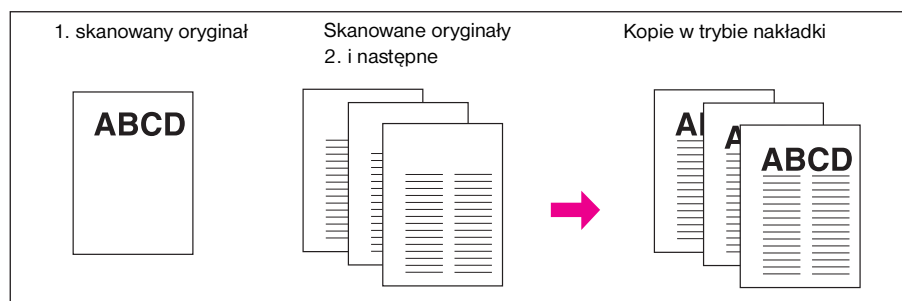 1. skanowany oryginał
Skanowane oryginały
2. i następne
Kopie w trybie nakładki
ABCD
A
ABCD